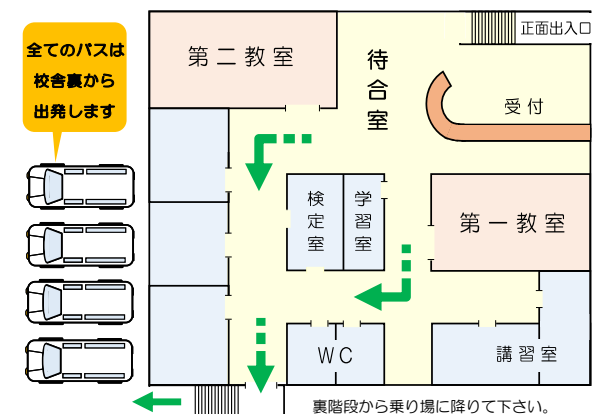 全てのバスは
校舎裏から
出発します
第二教室
待合室
正面出入口
受付
検定室
学習室
第一教室
WC
講習室
裏階段から乗り場に降りて下さい。